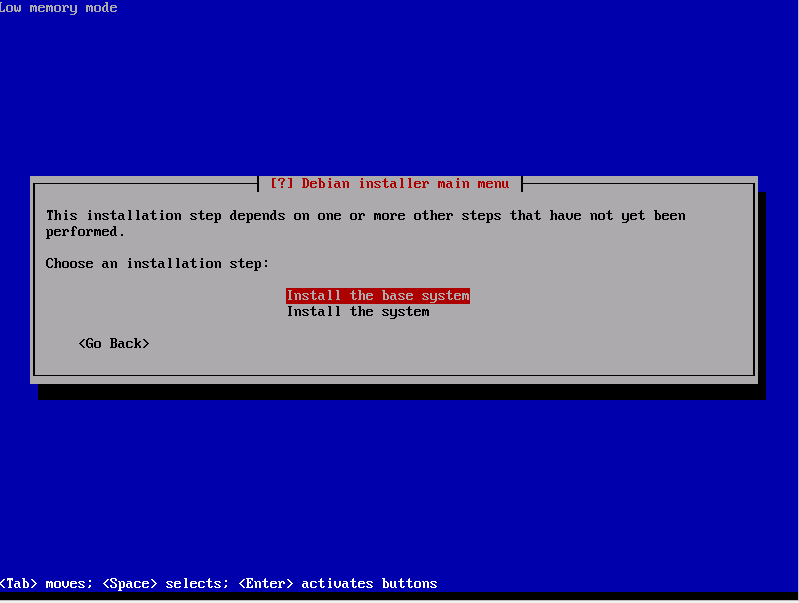 Low memory mode
[?] Debian installer main menu
This installation step depends on one or more other steps that have not yet been
performed.
Choose an installation step:
Install the base system
Install the system
<Go Back>
<Tab> moves; <Space> selects; <Enter> activates buttons